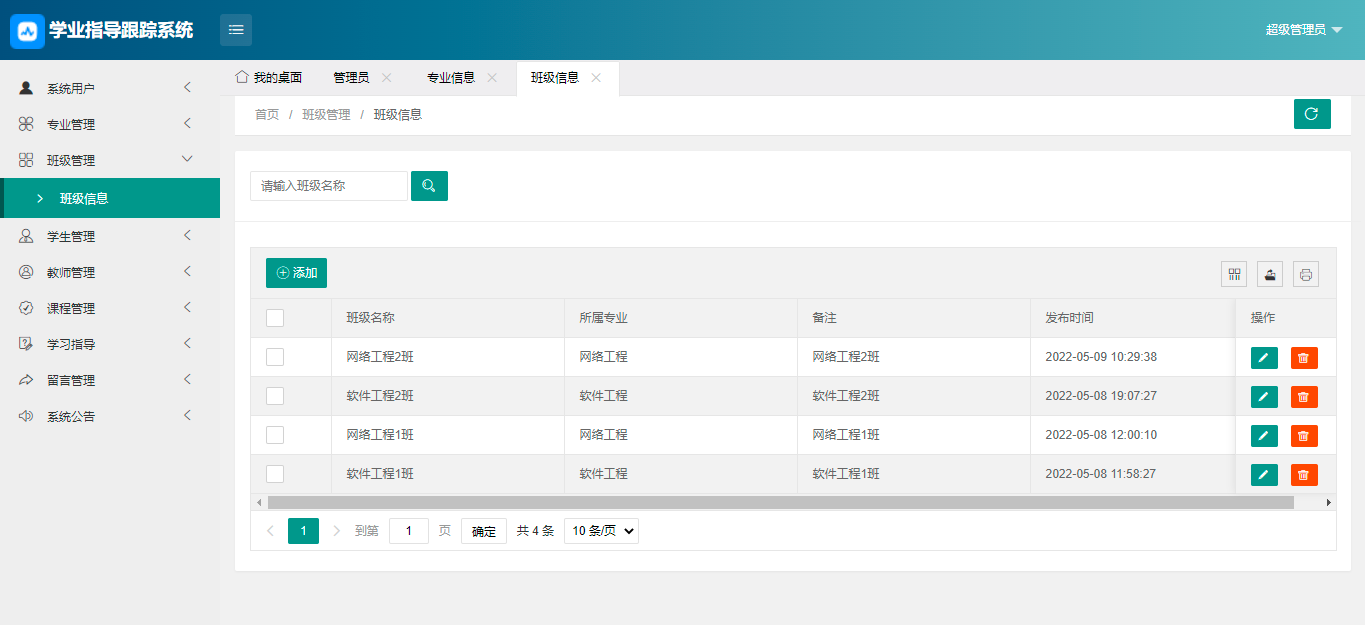 学业指导跟踪系统
超级管理员
系统用户
专业管理
班级管理
班级信息
学生管理
教师管理
课程管理
学习指导
留言管理
系统公告
我的桌面 管理员 专业信息 班级信息
首页 / 班级管理 / 班级信息
请输入班级名称
添加
班级名称 所属专业 备注 发布时间 操作
网络工程2班 网络工程 网络工程2班 2022-05-09 10:29:38
软件工程2班 软件工程 软件工程2班 2022-05-08 19:07:27
网络工程1班 网络工程 网络工程1班 2022-05-08 12:00:10
软件工程1班 软件工程 软件工程1班 2022-05-08 11:58:27
1 到第 1 页 确定 共 4 条 10 条/页